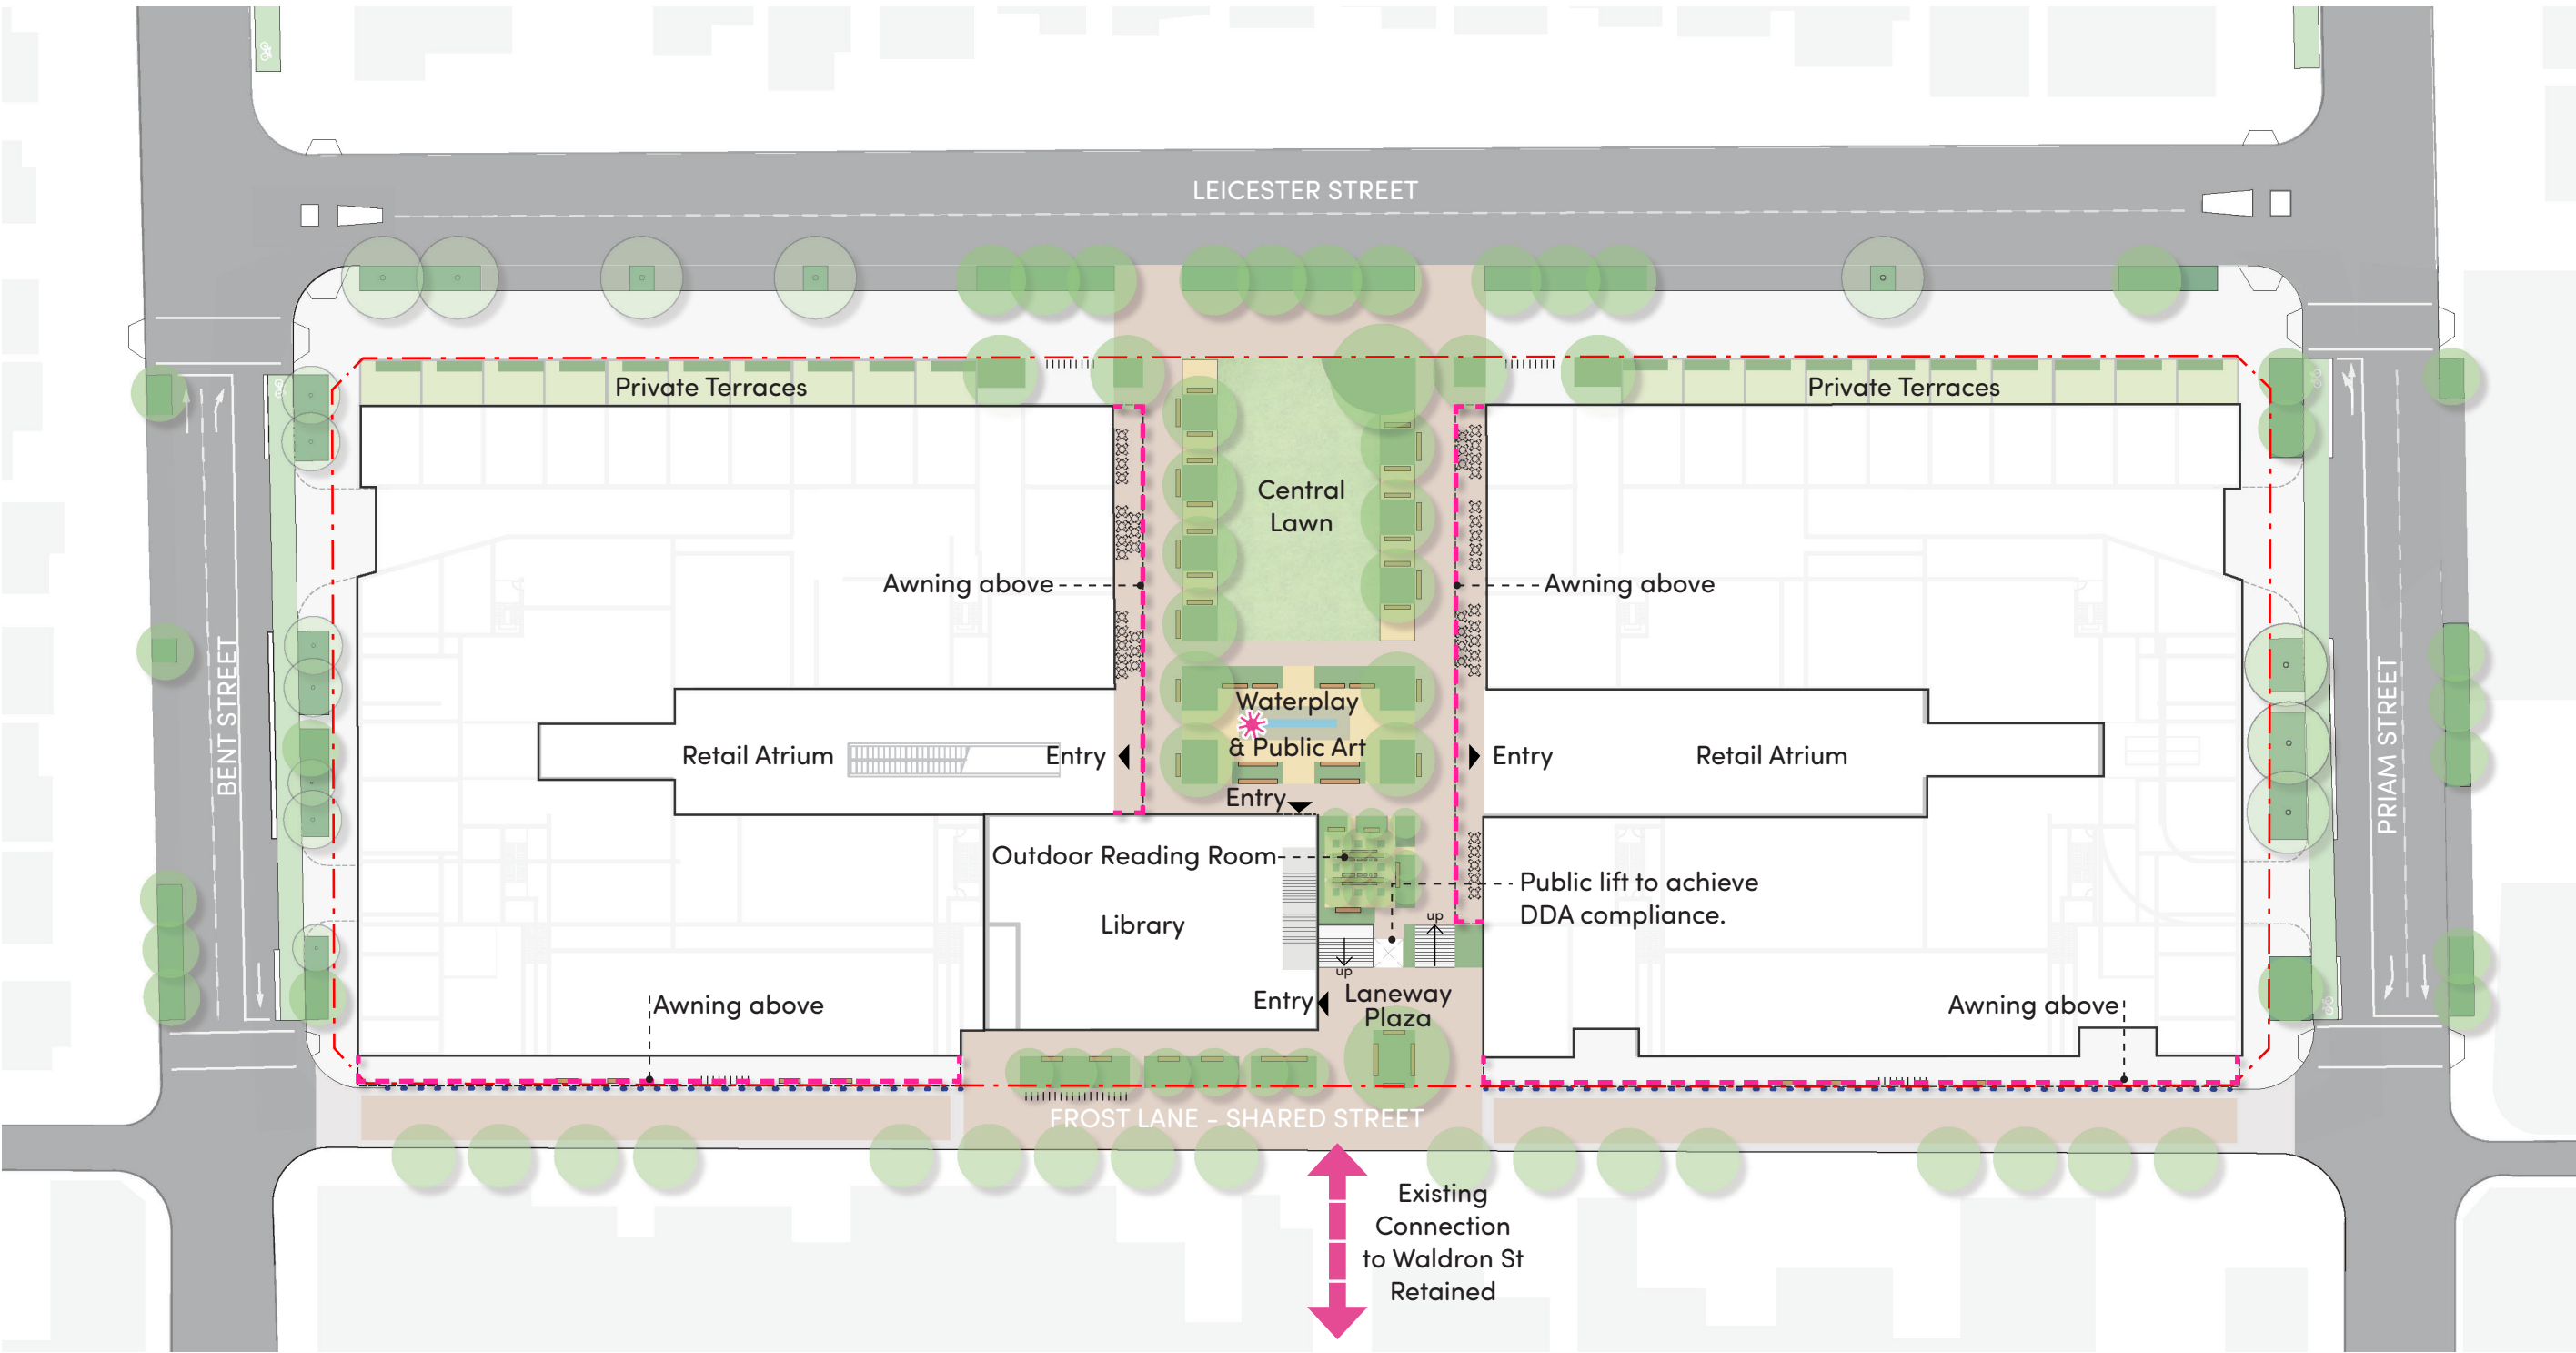 LEICESTER STREET
Private Terraces
Private Terraces
Central
Lawn
Awning above
Awning above
BENT STREET
PRIAM STREET
Waterplay
& Public Art
Retail Atrium
Entry
Entry
Retail Atrium
Entry
Outdoor Reading Room
Public lift to achieve
DDA compliance.
Library
up
up
Entry
Laneway
Plaza
Awning above
Awning above
FROST LANE - SHARED STREET
Existing
Connection
to Waldron St
Retained